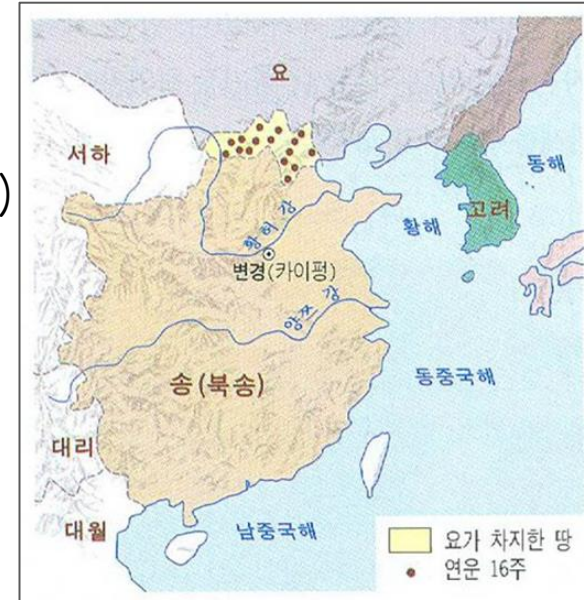 요
서하
)
고려
동해
황해
황허 강
변경(카이펑)
양쯔 강
송(북송)
동중국해
대리
대월
남중국해
요가 차지한 땅
연운 16주